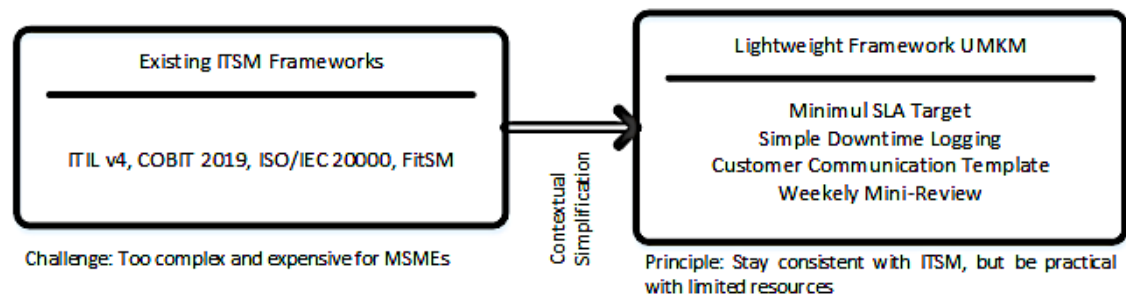 Existing ITSM Frameworks
ITIL v4, COBIT 2019, ISO/IEC 20000, FitSM
Challenge: Too complex and expensive for MSMEs
Contextual
Simplification
Lightweight Framework UMKM
Minimul SLA Target
Simple Downtime Logging
Customer Communication Template
Weekely Mini-Review
Principle: Stay consistent with ITSM, but be practical
with limited resources